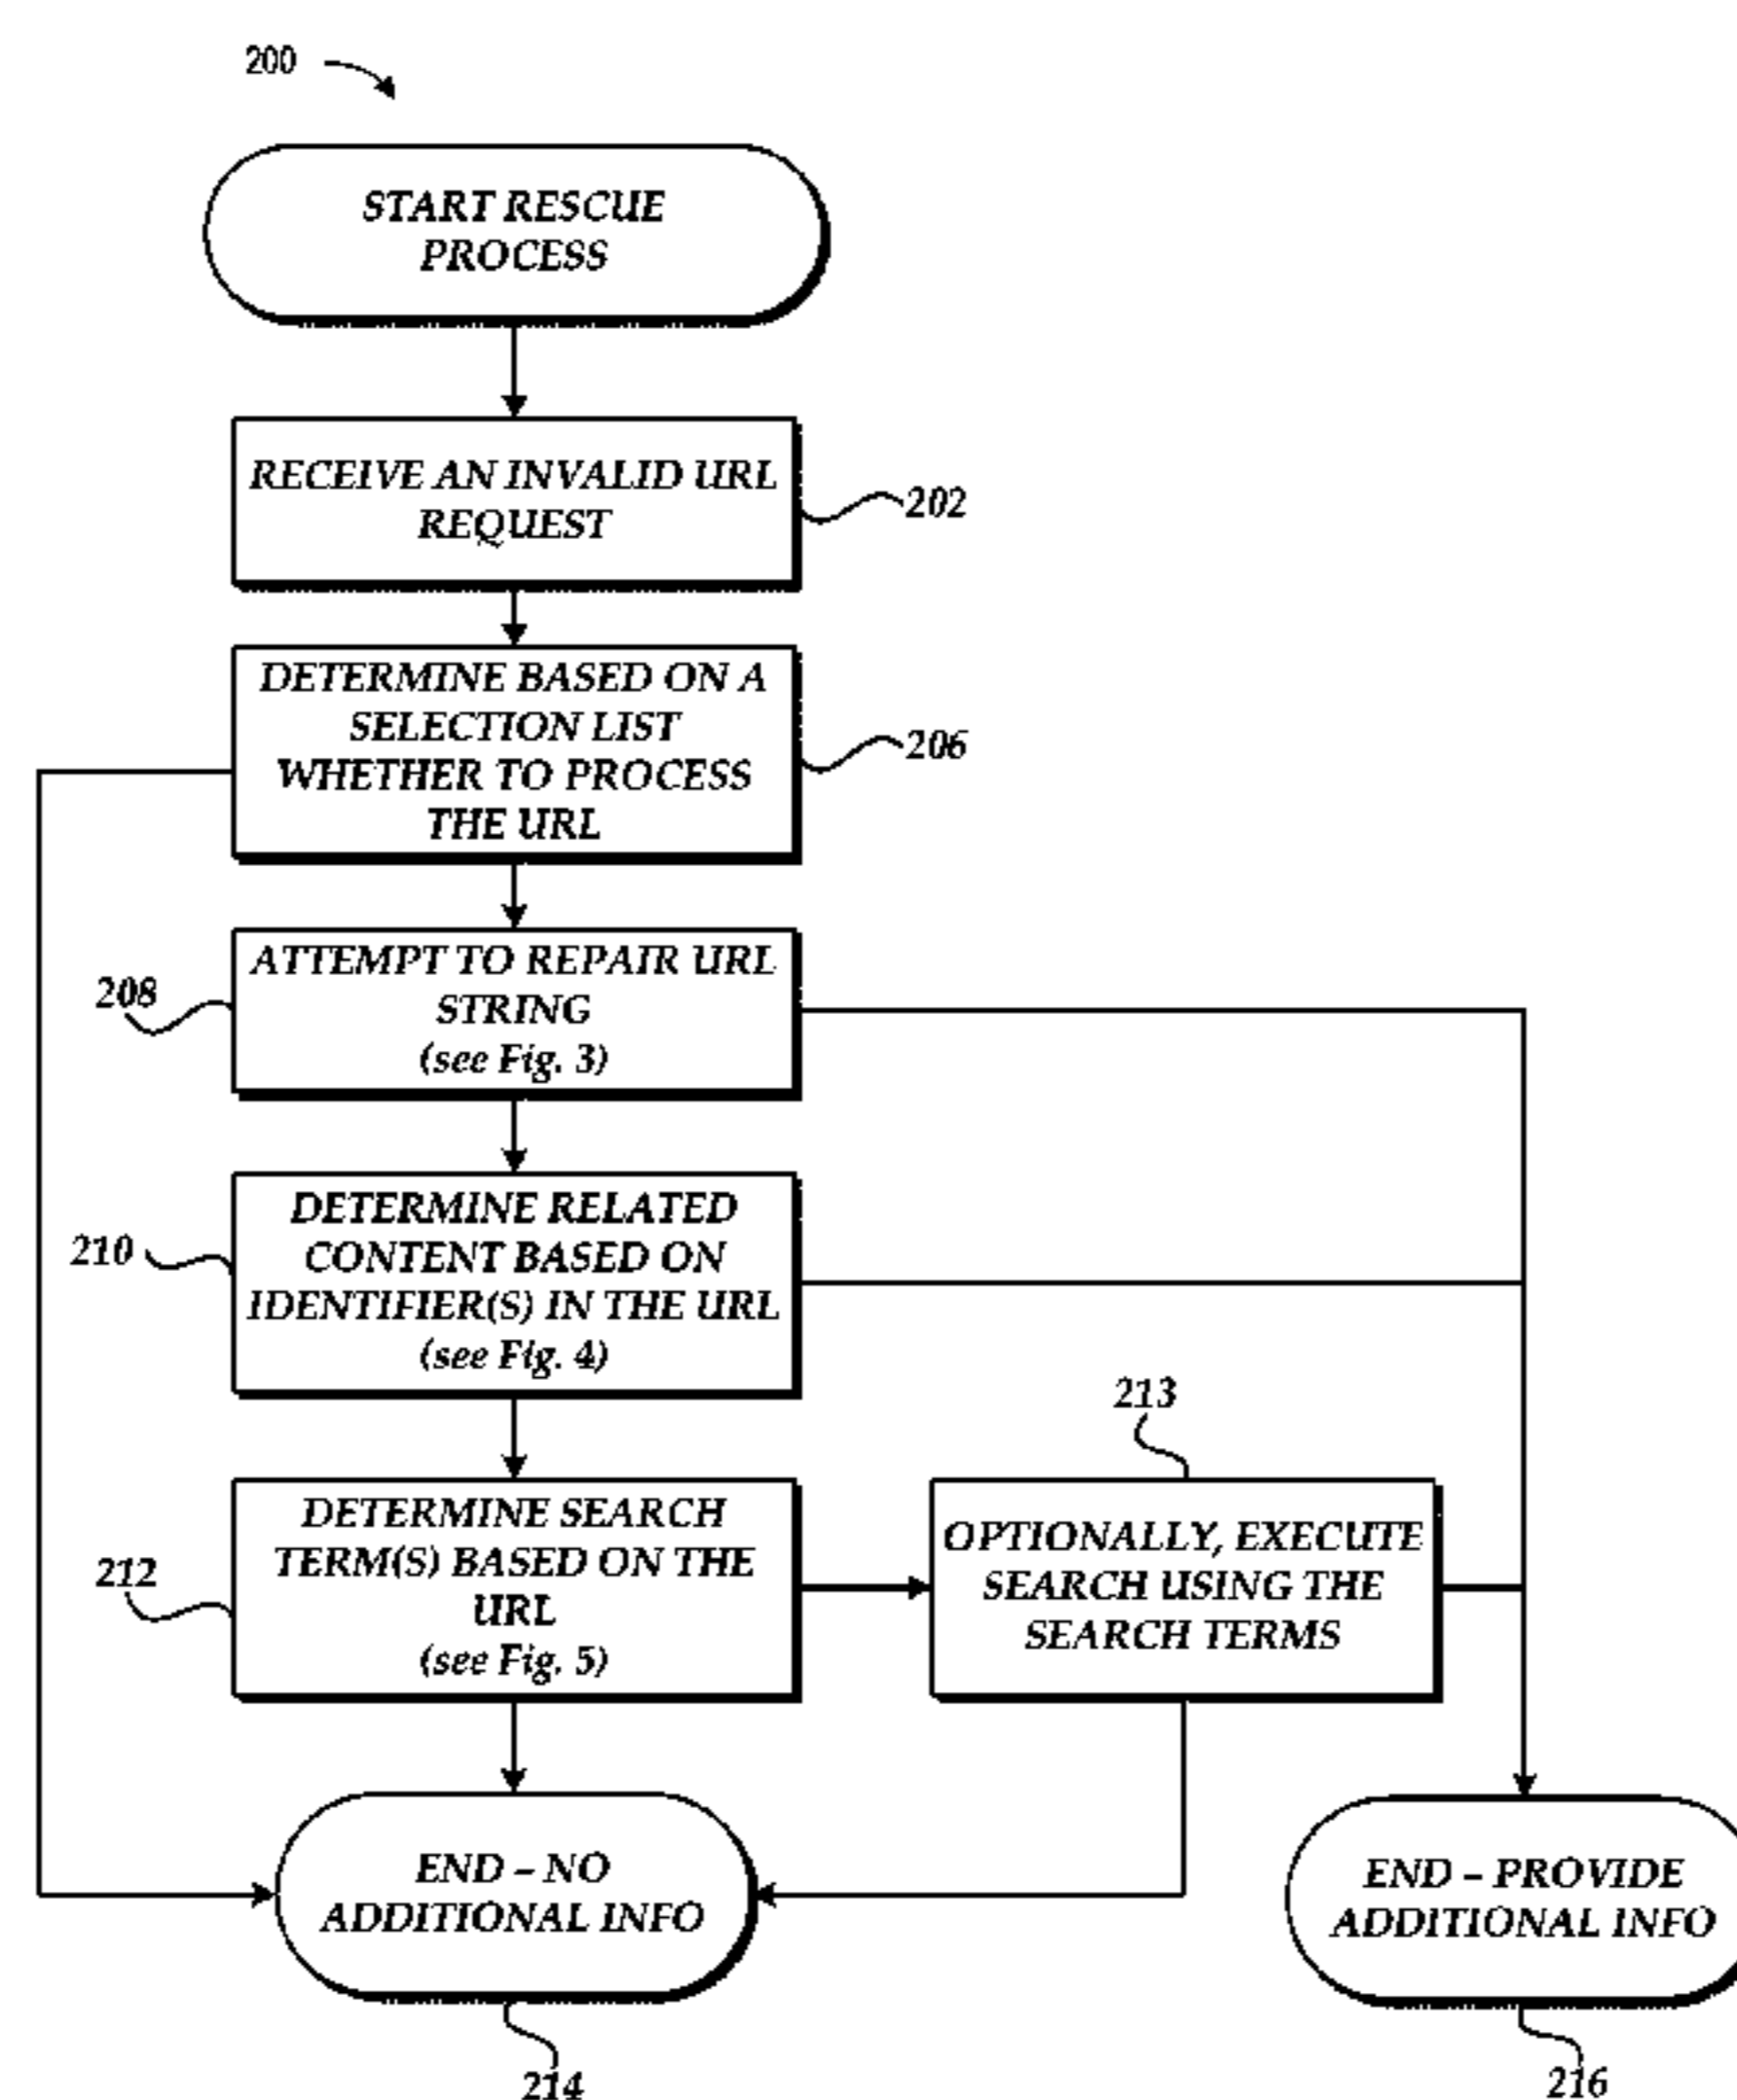 200
START RESCUE
PROCESS
RECEIVE AN INVALID URL
REQUEST
202
DETERMINE BASED ON A
SELECTION LIST
WHETHER TO PROCESS
THE URL
206
ATTEMPT TO REPAIR URL
STRING
(see Fig. 3)
208
DETERMINE RELATED
CONTENT BASED ON
IDENTIFIER(S) IN THE URL
(see Fig. 4)
210
DETERMINE SEARCH
TERM(S) BASED ON THE
URL
(see Fig. 5)
212
213
OPTIONALLY, EXECUTE
SEARCH USING THE
SEARCH TERMS
END – NO
ADDITIONAL INFO
214
END – PROVIDE
ADDITIONAL INFO
216